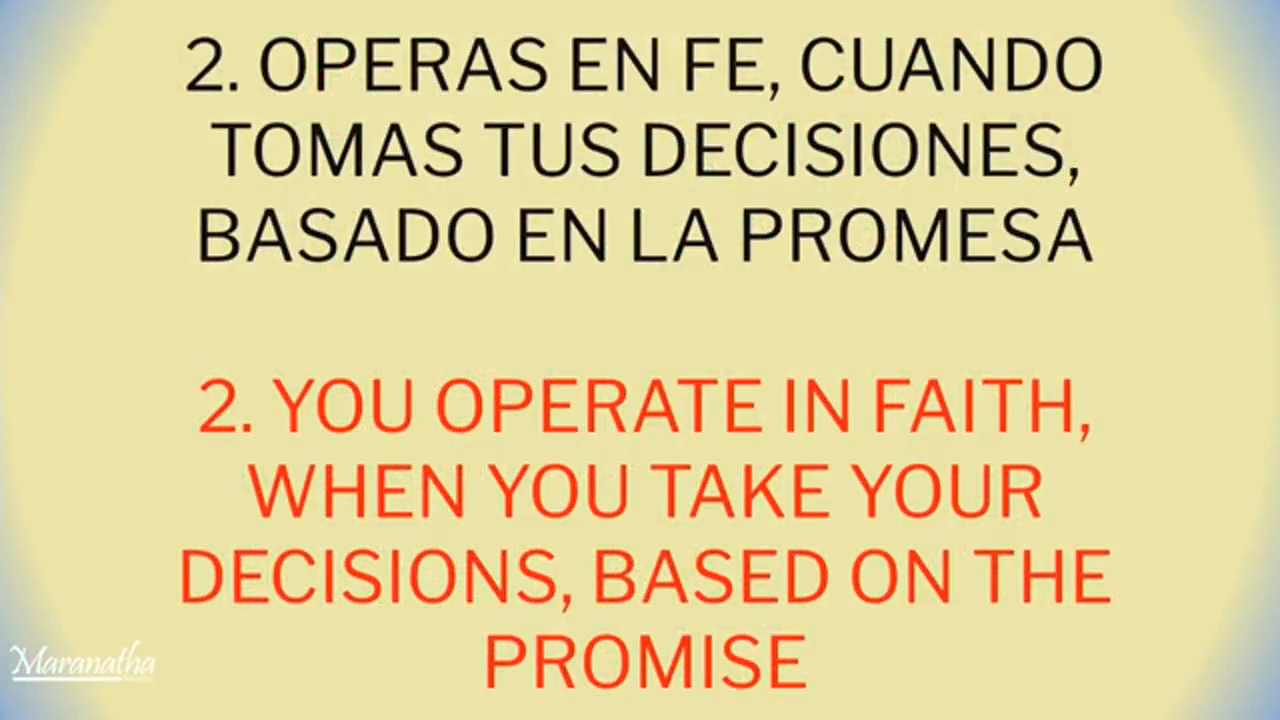 2. OPERAS EN FE, CUANDO
TOMAS TUS DECISIONES,
BASADO EN LA PROMESA
2. YOU OPERATE IN FAITH,
WHEN YOU TAKE YOUR
DECISIONS, BASED ON THE
PROMISE
Maranatha